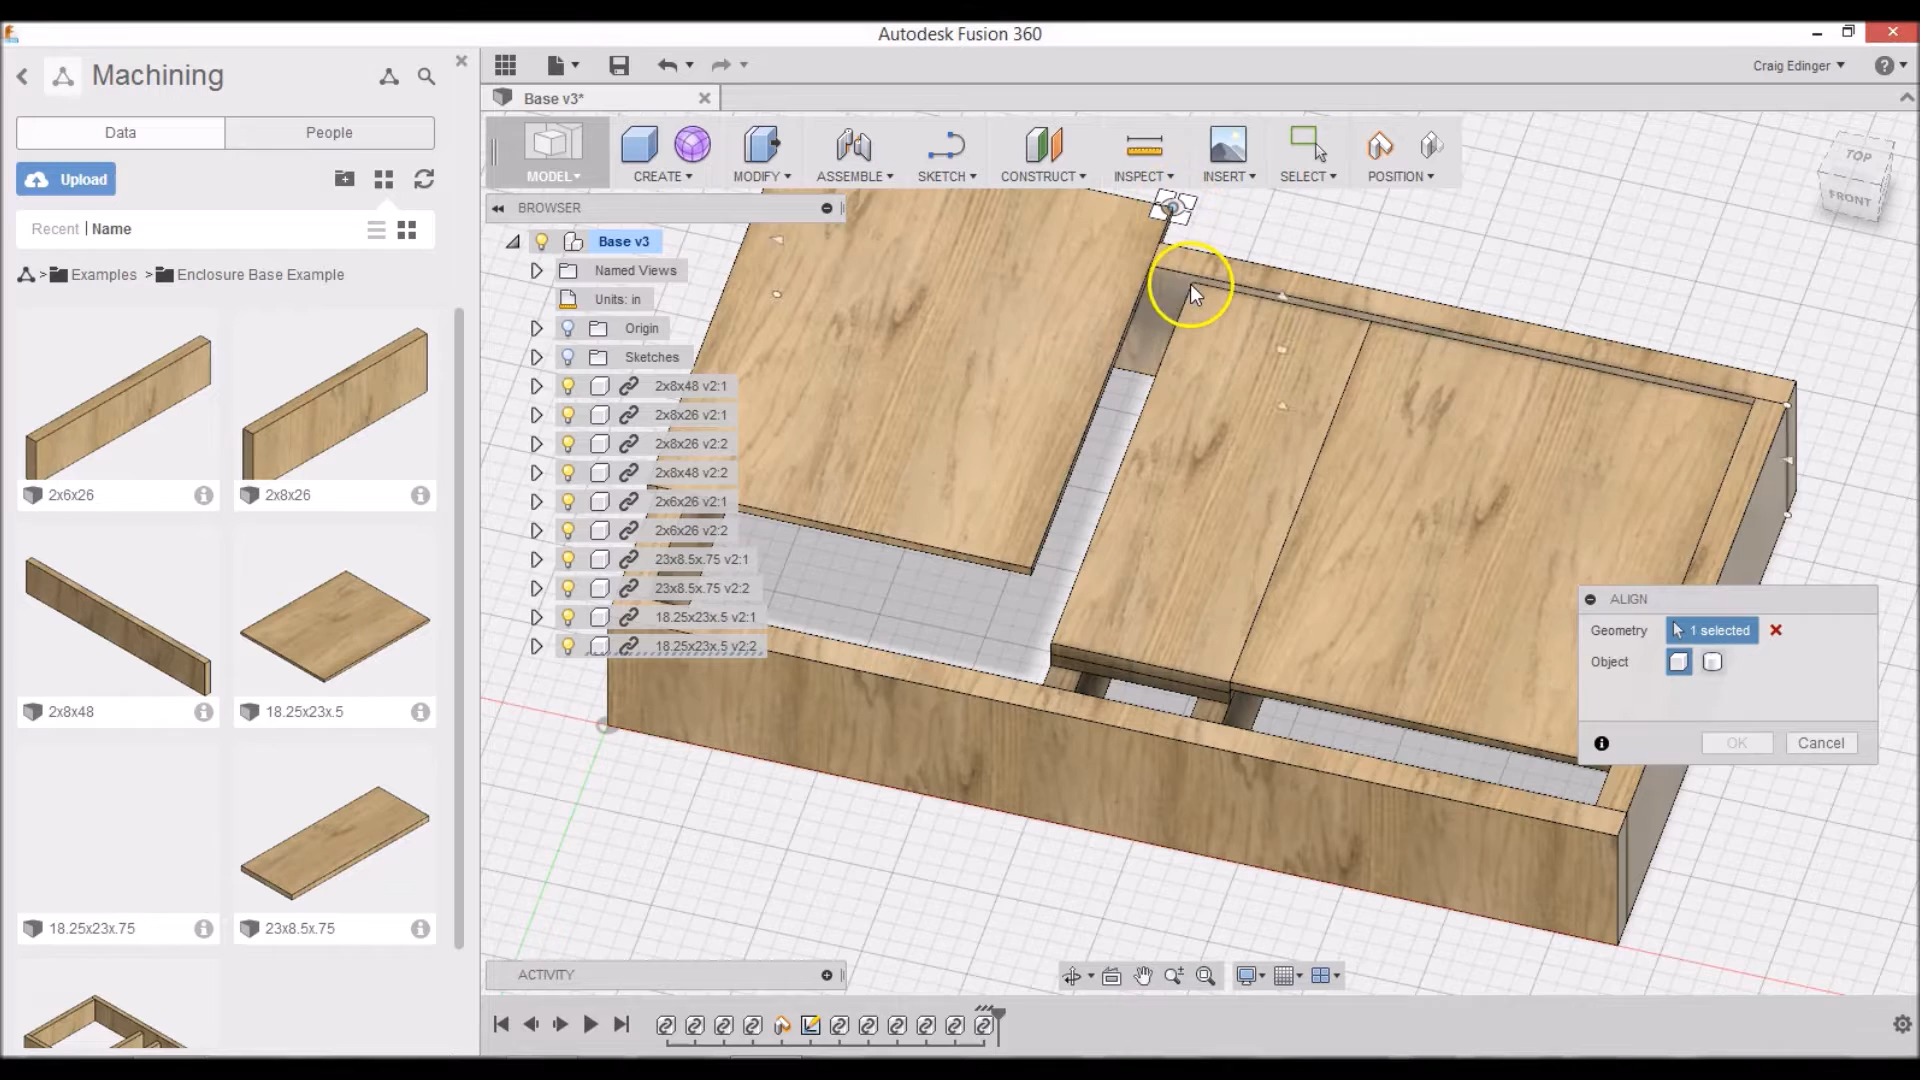 Autodesk Fusion 360
Machining
Data
People
Upload
Recent | Name
> Examples > Enclosure Base Example
2x6x26
2x8x26
2x8x48
18.25x23x.5
18.25x23x.75
23x8.5x.75
Craig Edinger
Base v3*
MODEL
CREATE
MODIFY
ASSEMBLE
SKETCH
CONSTRUCT
INSPECT
INSERT
SELECT
POSITION
TOP
FRONT
BROWSER
Base v3
Named Views
Units: in
Origin
Sketches
2x8x48 v2:1
2x8x26 v2:1
2x8x26 v2:2
2x8x48 v2:2
2x6x26 v2:1
2x6x26 v2:2
23x8.5x.75 v2:1
23x8.5x.75 v2:2
18.25x23x.5 v2:1
18.25x23x.5 v2:2
ALIGN
Geometry
1 selected
Object
OK
Cancel
ACTIVITY